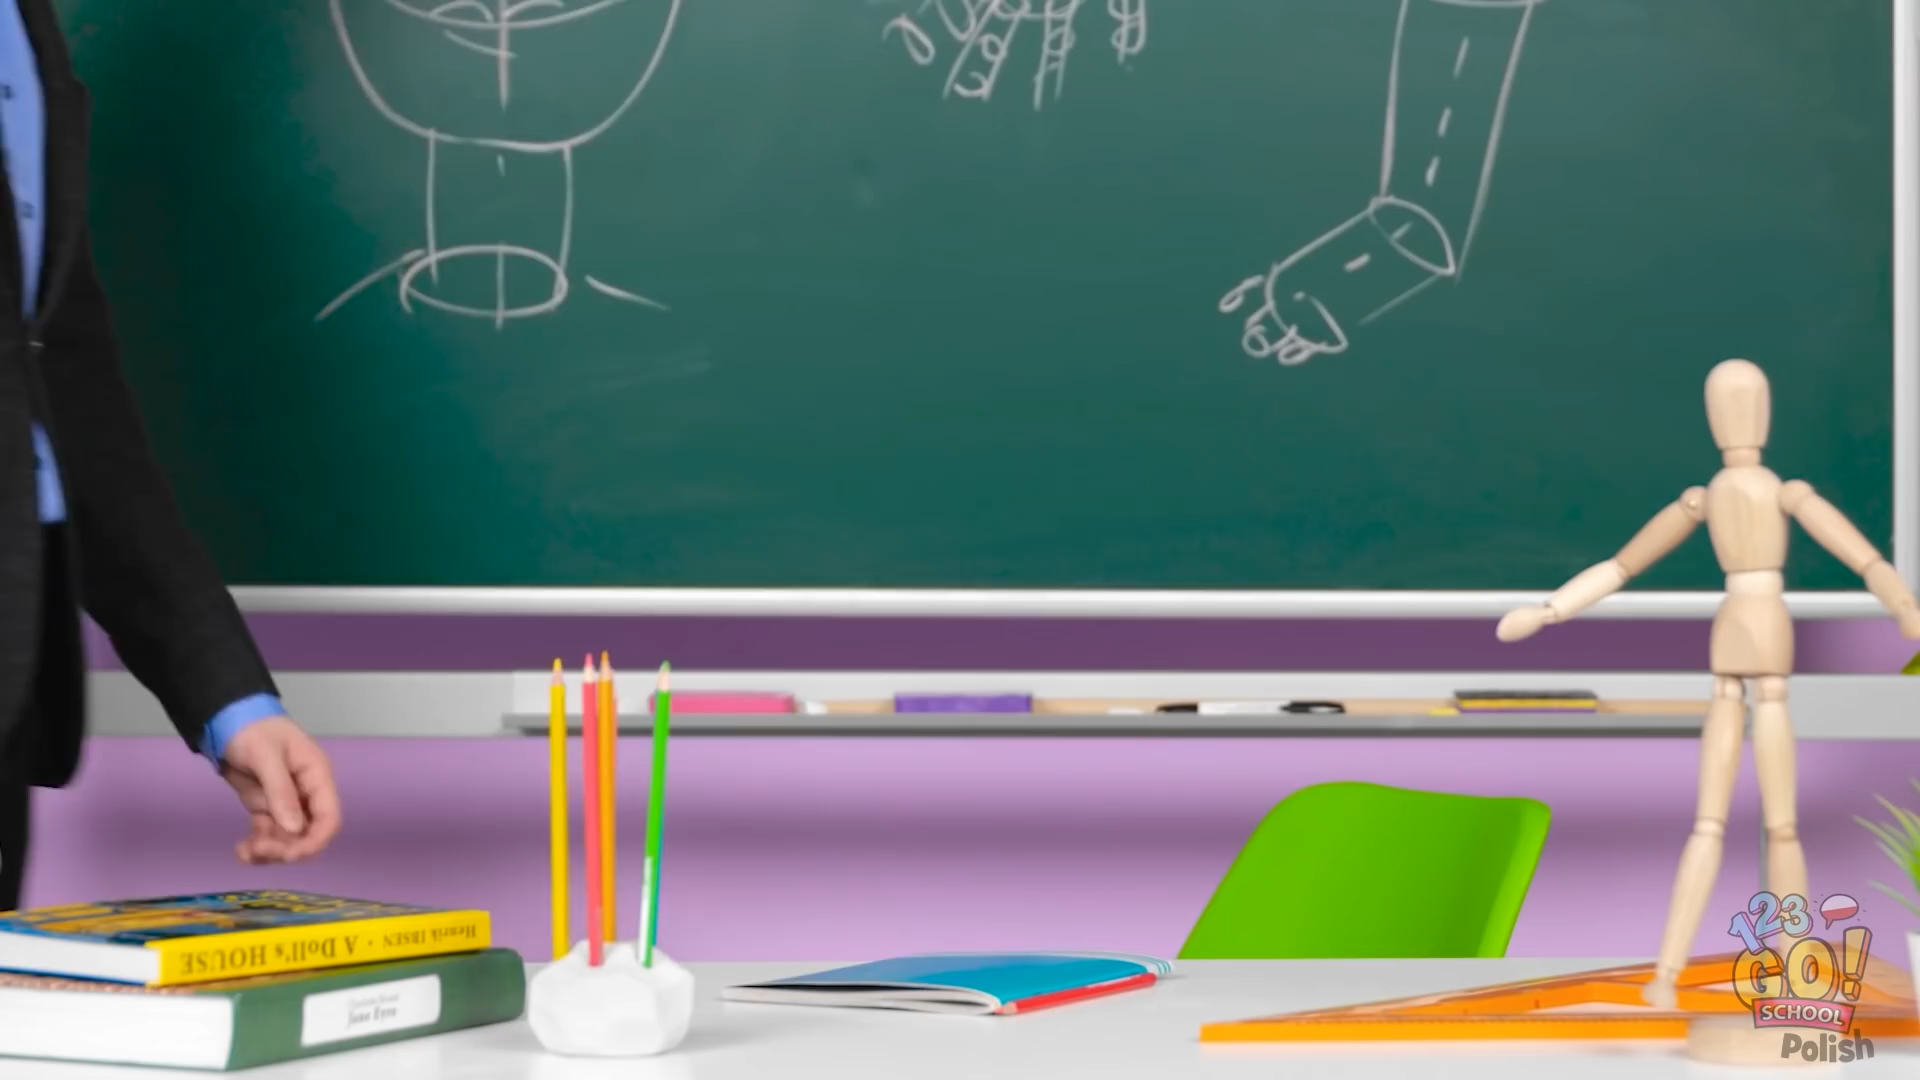 Henrik IBSEN · A Doll's HOUSE
Jane Eyre
123
GO!
SCHOOL
Polish